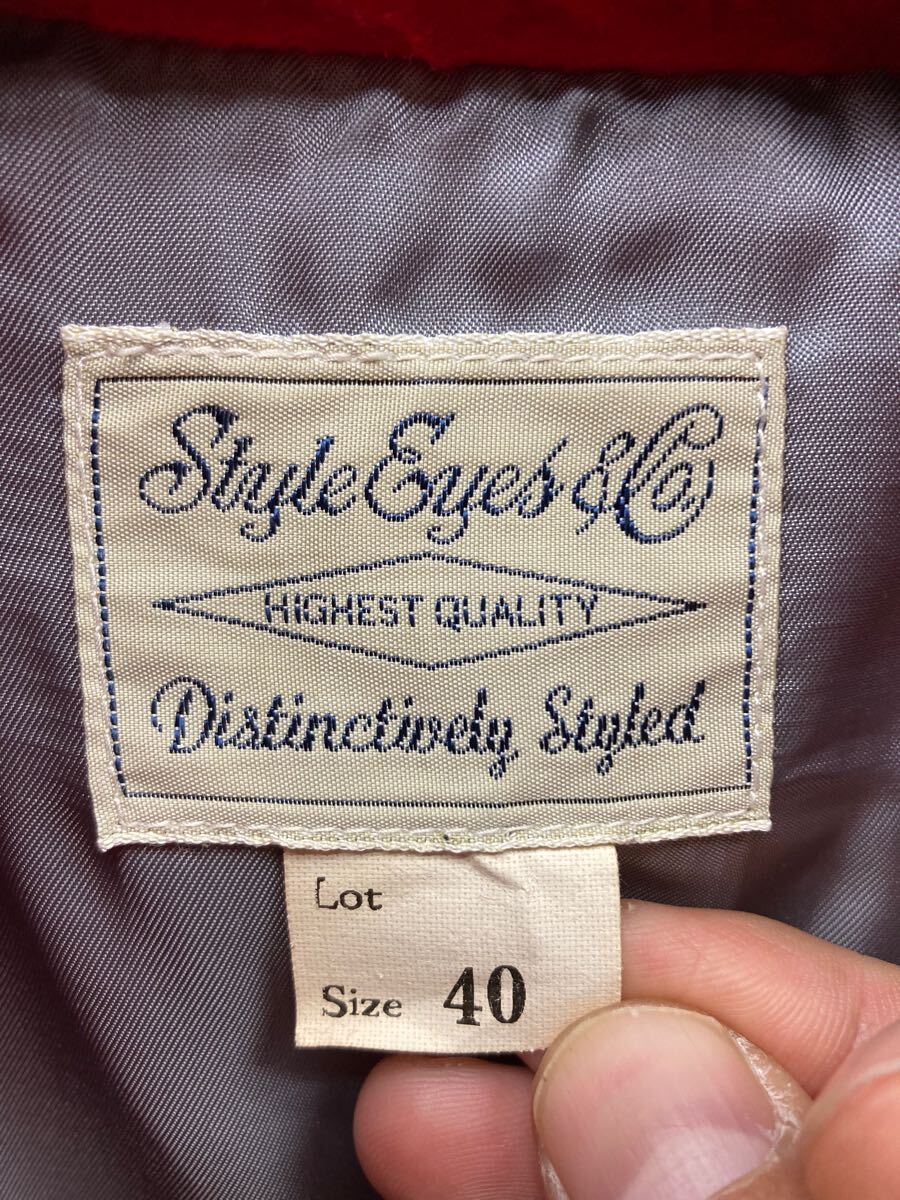 Style Eyes & Co
HIGHEST QUALITY
Distinctively Styled
Lot
Size 40